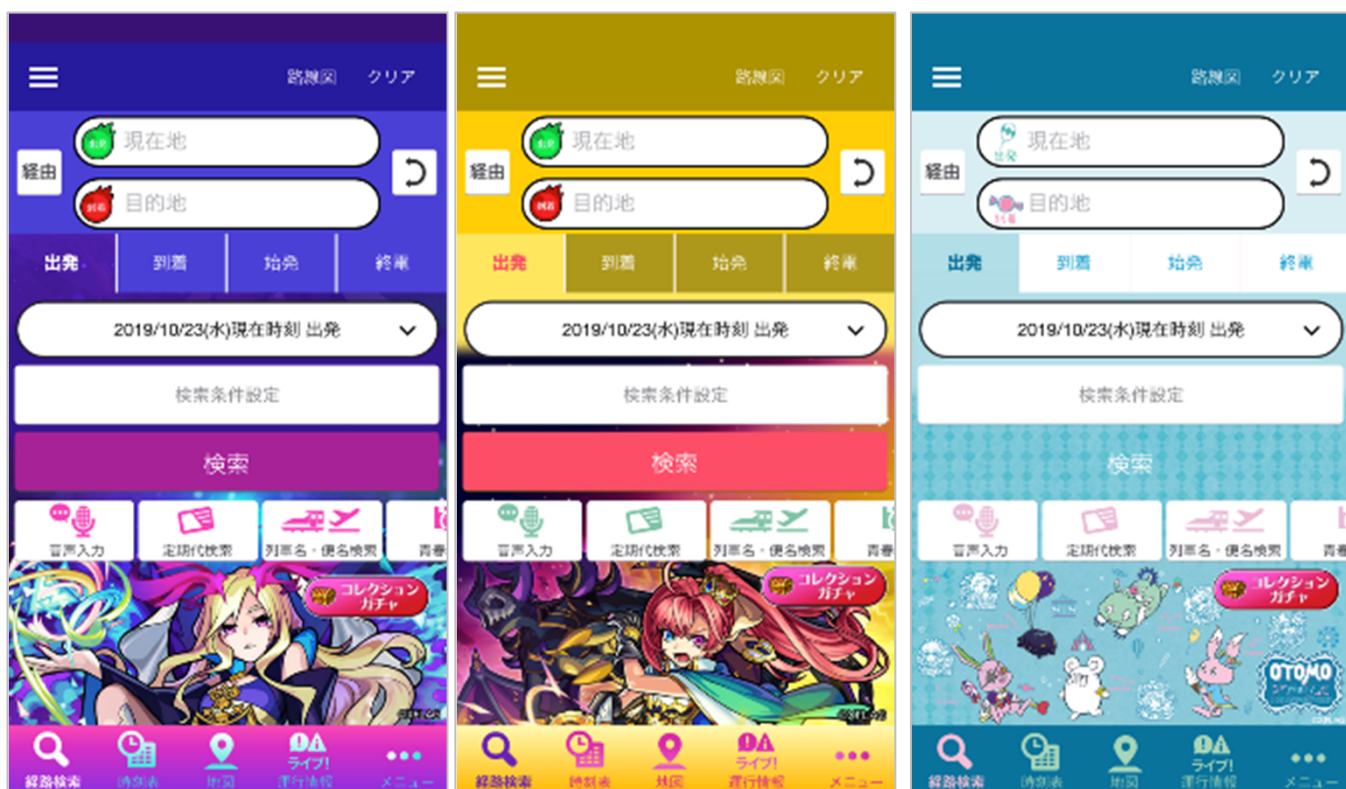 路線図 クリア
現在地
経由
目的地
出発 到着 始発 終電
2019/10/23(水)現在時刻 出発
検索条件設定
検索
音声入力 定期代検索 列車名・便名検索 青春
コレクション
ガチャ
ライブ!
経路検索 時刻表 地図 運行情報 メニュー
路線図 クリア
現在地
経由
目的地
出発 到着 始発 終電
2019/10/23(水)現在時刻 出発
検索条件設定
検索
音声入力 定期代検索 列車名・便名検索 青春
コレクション
ガチャ
ライブ!
経路検索 時刻表 地図 運行情報 メニュー
路線図 クリア
現在地
出発
経由
目的地
到着
出発 到着 始発 終電
2019/10/23(水)現在時刻 出発
検索条件設定
検索
音声入力 定期代検索 列車名・便名検索 青春
コレクション
ガチャ
OTOMO
ライブ!
経路検索 時刻表 地図 運行情報 メニュー